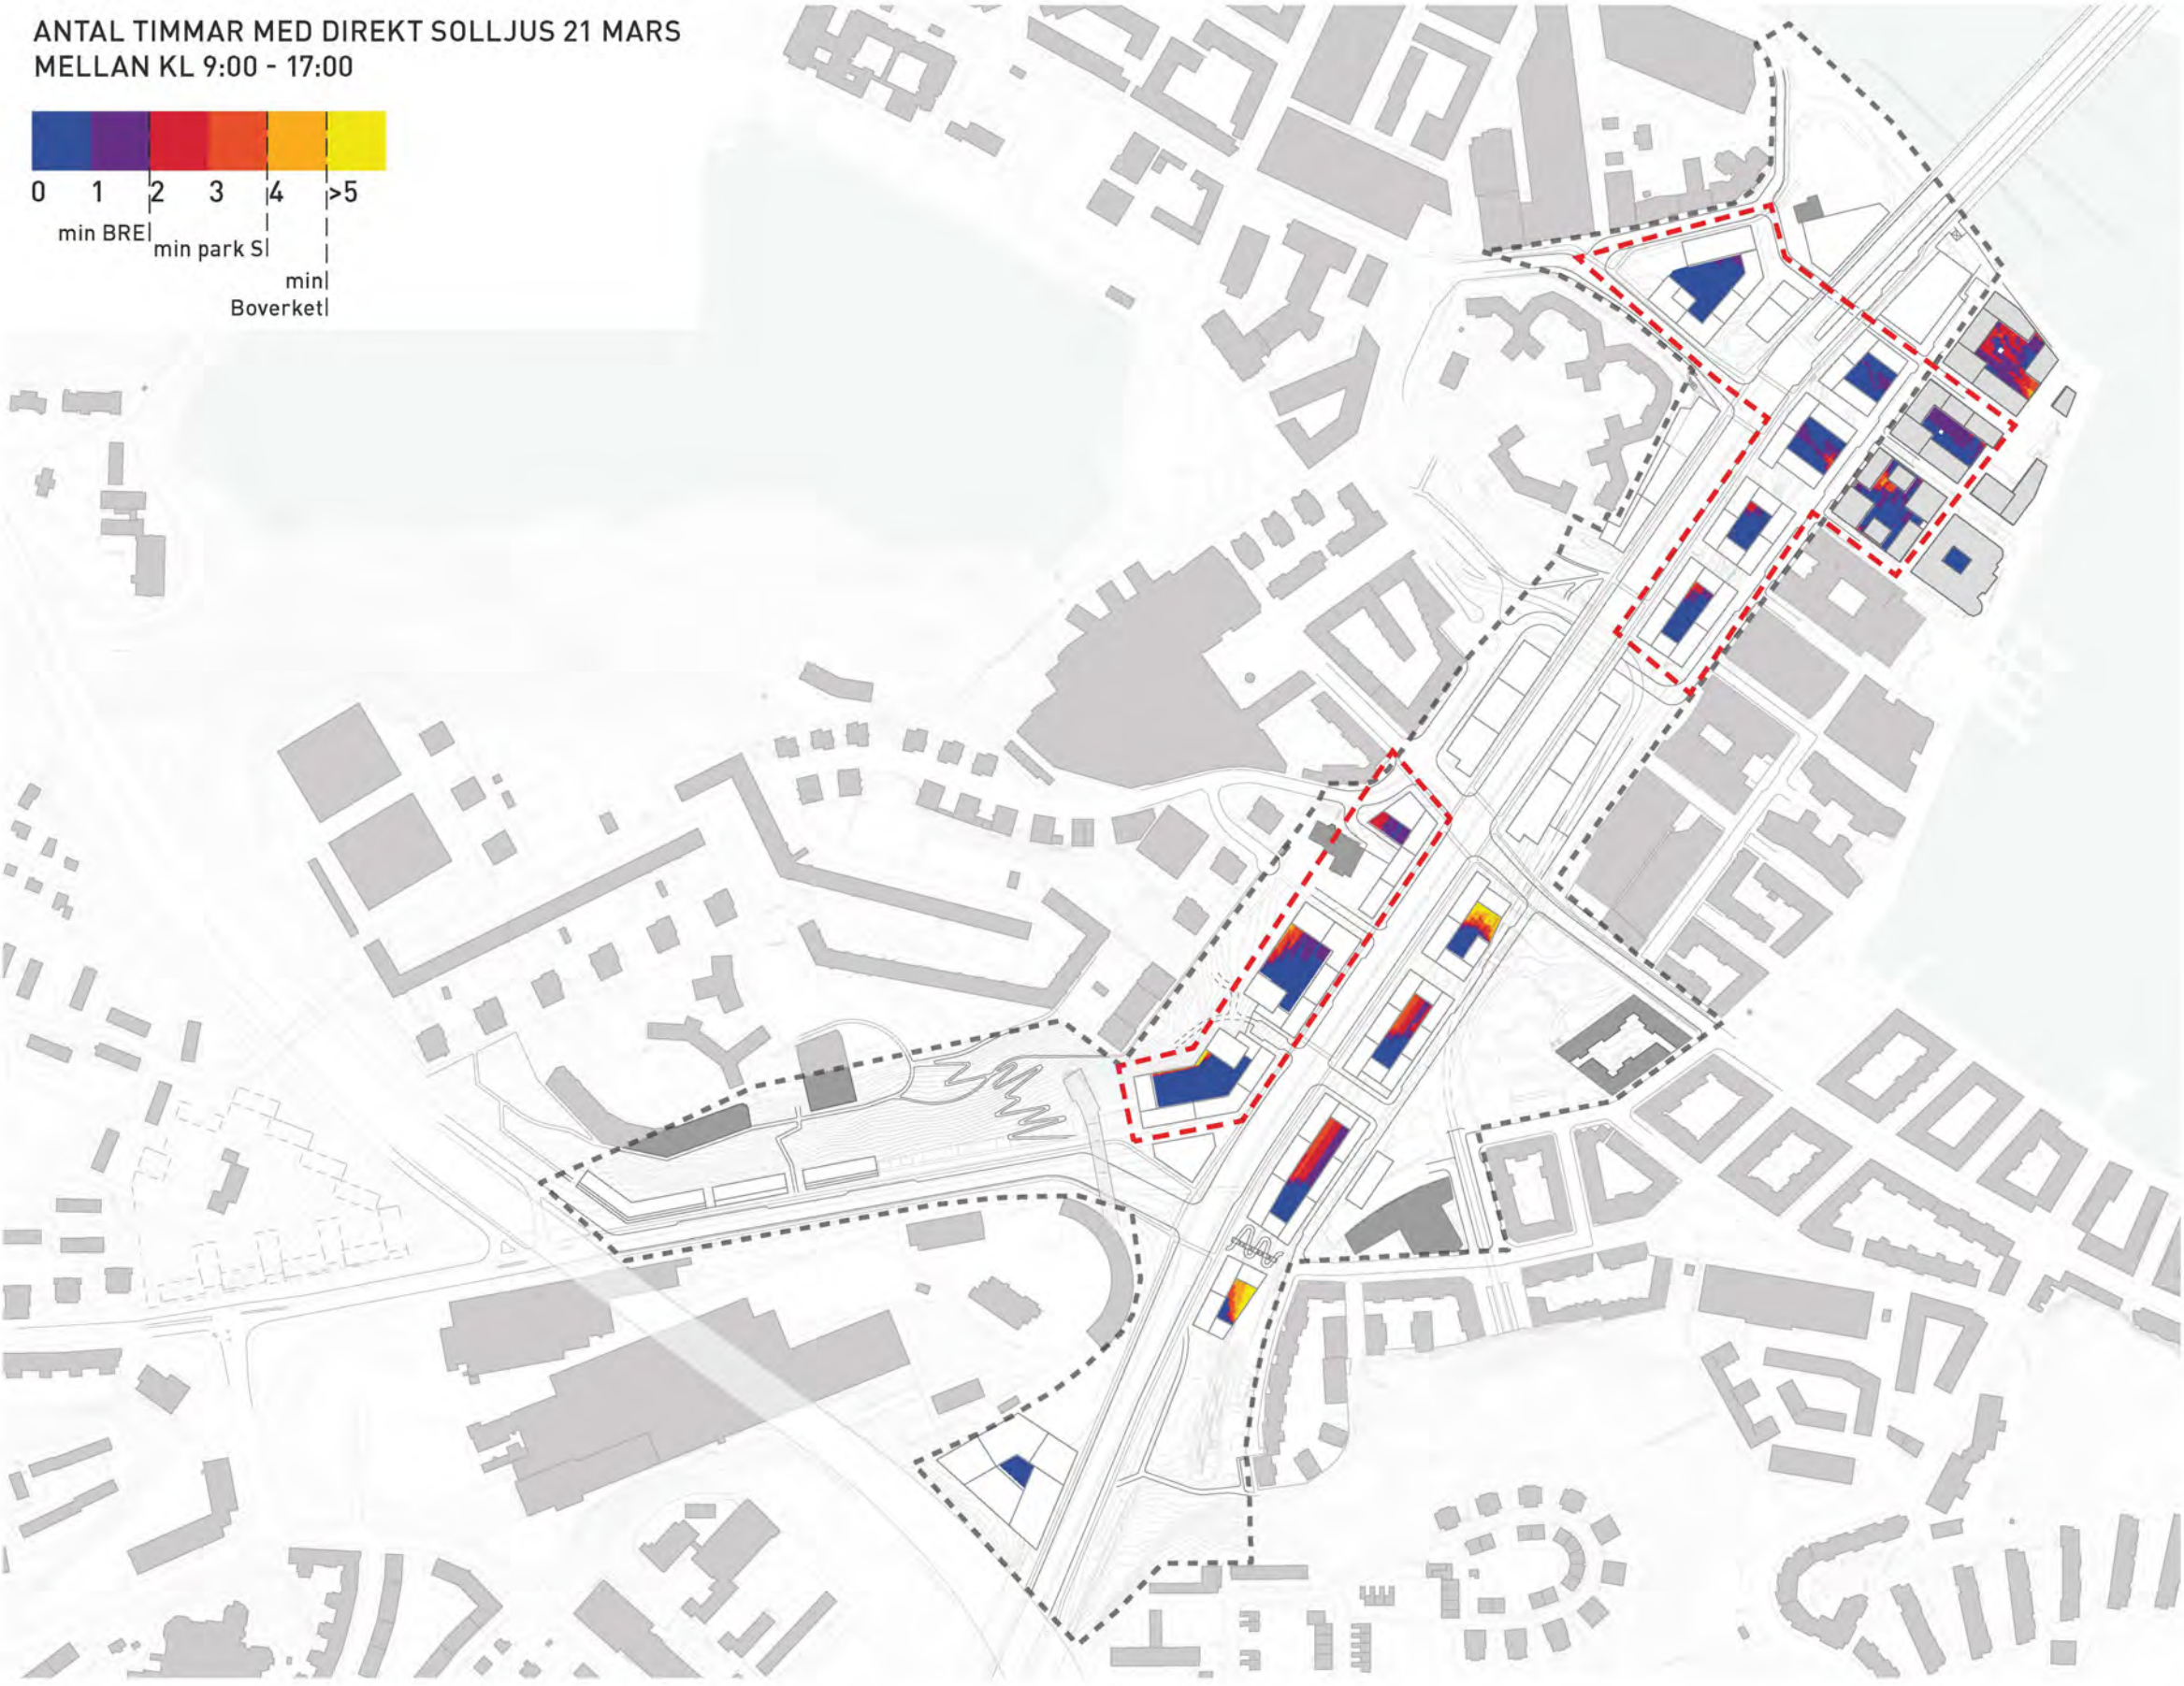 ANTAL TIMMAR MED DIREKT SOLLJUS 21 MARS
MELLAN KL 9:00 - 17:00
0 1 2 3 4 >5
min BRE
min park S
min
Boverket